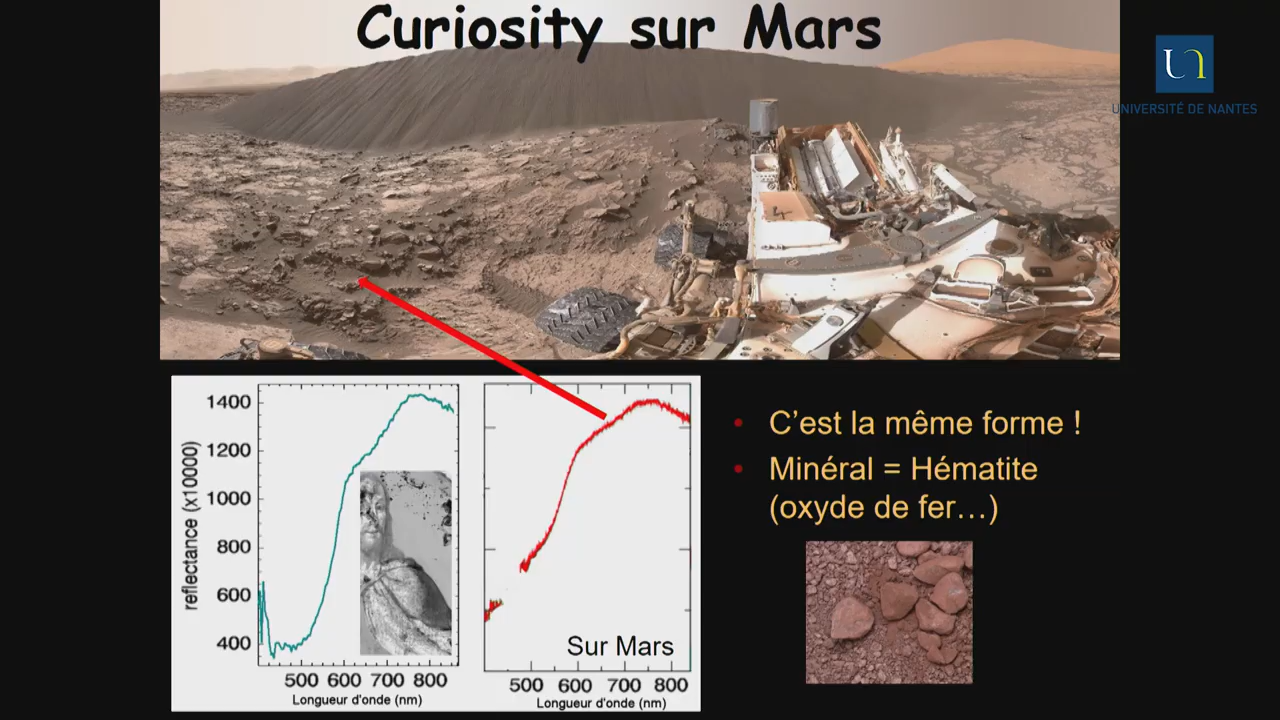 Curiosity sur Mars
UNIVERSITÉ DE NANTES
1400
1200
1000
800
600
400
reflectance (x10000)
500 600 700 800
Longueur d'onde (nm)
Sur Mars
500 600 700 800
Longueur d'onde (nm)
• C'est la même forme !
• Minéral = Hématite
(oxyde de fer…)